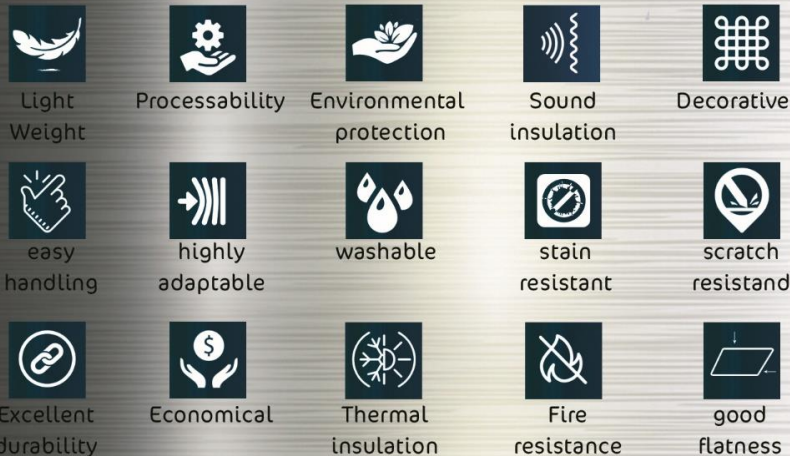 Light
Weight
Processability
Environmental
protection
Sound
insulation
Decorative
easy
handling
highly
adaptable
washable
stain
resistant
scratch
resistand
$
Excellent
durability
Economical
Thermal
insulation
Fire
resistance
good
flatness